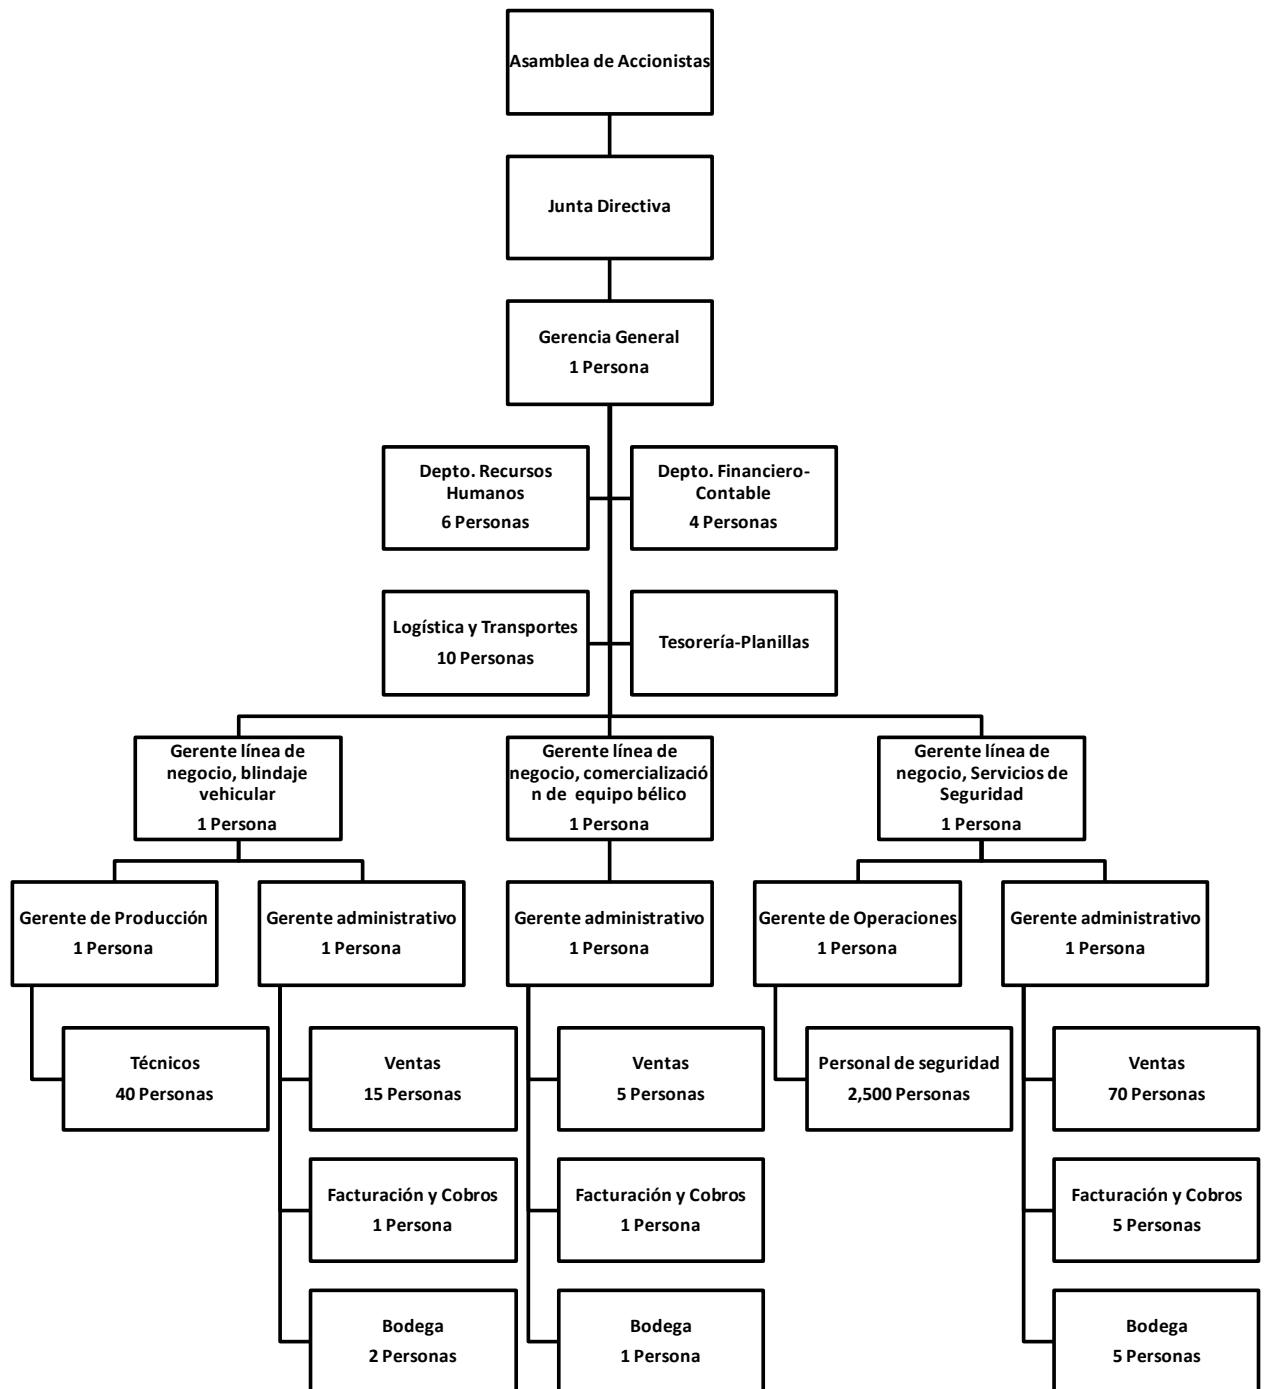 Asamblea de Accionistas
Junta Directiva
Gerencia General
1 Persona
Depto. Recursos
Humanos
6 Personas
Depto. Financiero-
Contable
4 Personas
Logística y Transportes
10 Personas
Tesorería-Planillas
Gerente línea de
negocio, blindaje
vehicular
1 Persona
Gerente línea de
negocio, comercializació
n de  equipo bélico
1 Persona
Gerente línea de
negocio, Servicios de
Seguridad
1 Persona
Gerente de Producción
1 Persona
Gerente administrativo
1 Persona
Gerente administrativo
1 Persona
Gerente de Operaciones
1 Persona
Gerente administrativo
1 Persona
Técnicos
40 Personas
Ventas
15 Personas
Ventas
5 Personas
Personal de seguridad
2,500 Personas
Ventas
70 Personas
Facturación y Cobros
1 Persona
Facturación y Cobros
1 Persona
Facturación y Cobros
5 Personas
Bodega
2 Personas
Bodega
1 Persona
Bodega
5 Personas